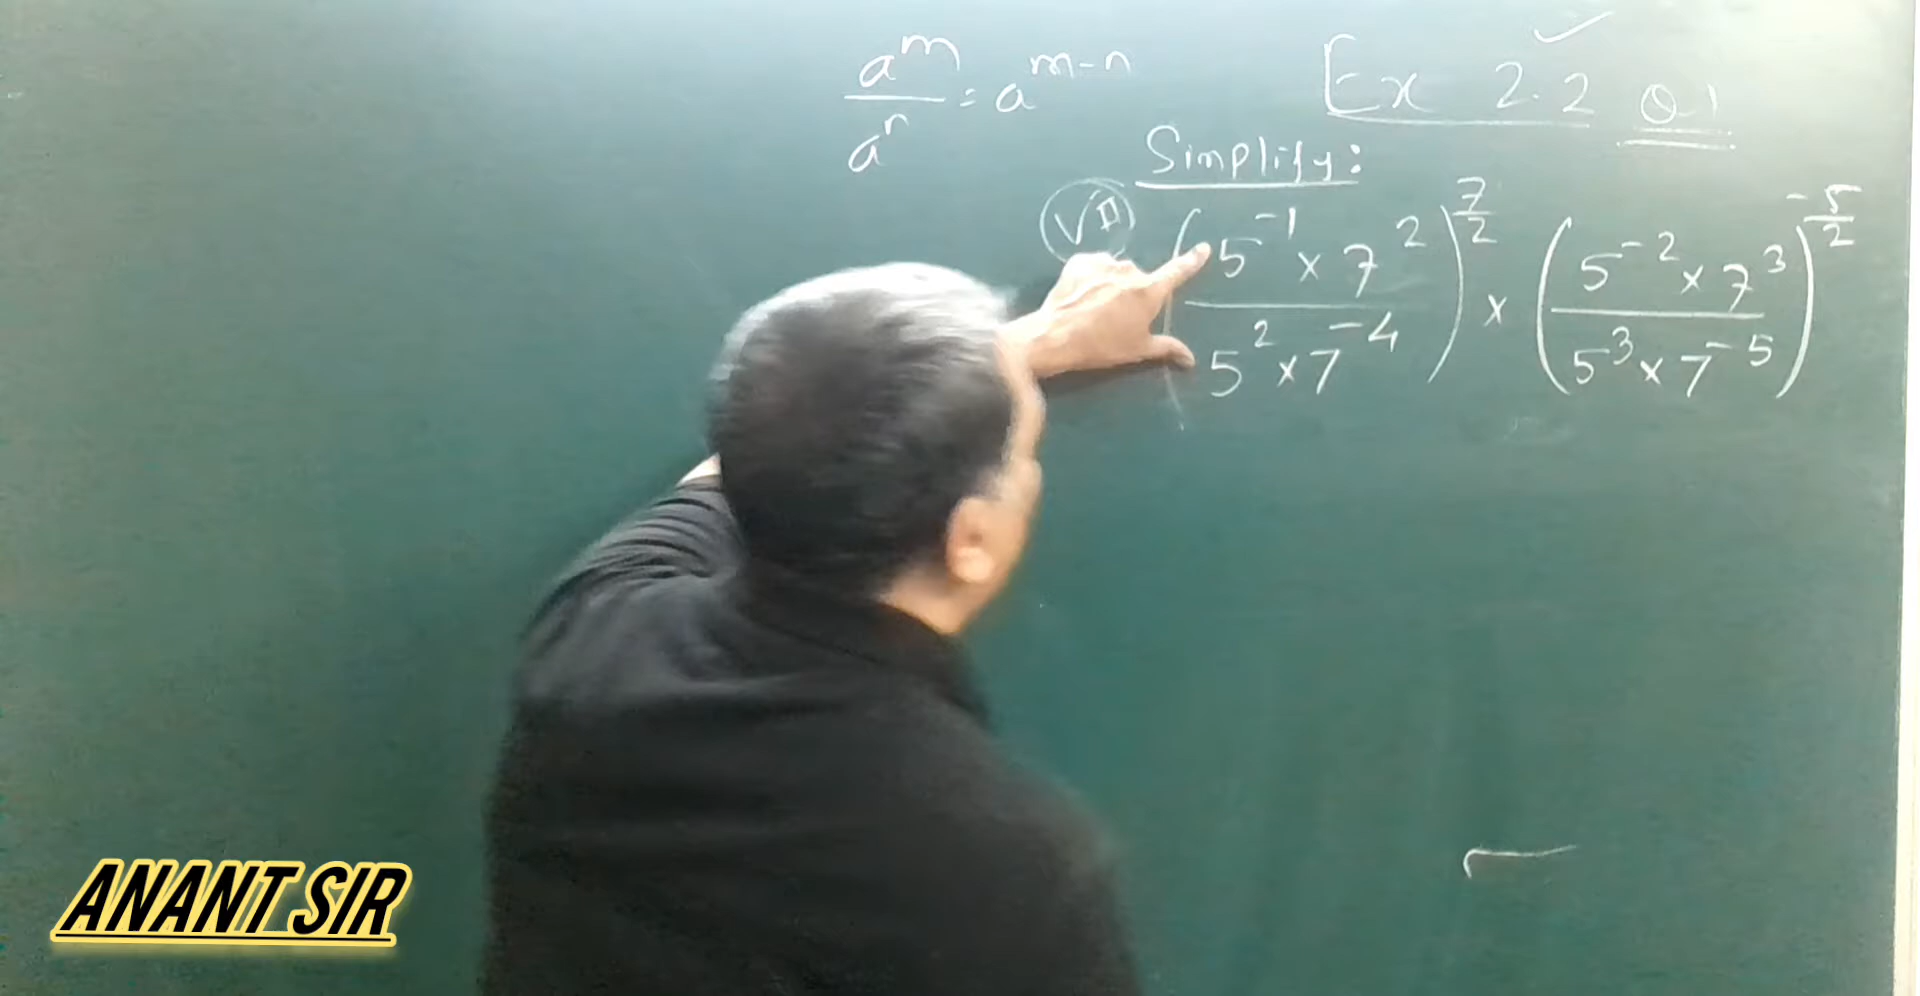 a^m/a^n = a^(m-n)
Ex 2.2 Q.1
Simplify:
(VII) ((5^-1 × 7^2)/(5^2 × 7^-4))^(7/2) × ((5^-2 × 7^3)/(5^3 × 7^-5))^(-5/2)
ANANT SIR